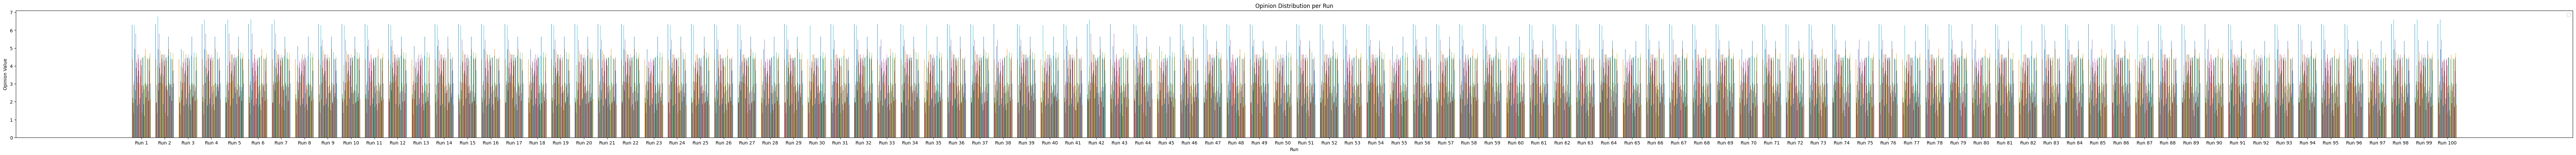 Opinion Distribution per Run
7
6
5
4
3
2
1
0
Opinion Value
Run 1 Run 2 Run 3 Run 4 Run 5 Run 6 Run 7 Run 8 Run 9 Run 10 Run 11 Run 12 Run 13 Run 14 Run 15 Run 16 Run 17 Run 18 Run 19 Run 20 Run 21 Run 22 Run 23 Run 24 Run 25 Run 26 Run 27 Run 28 Run 29 Run 30 Run 31 Run 32 Run 33 Run 34 Run 35 Run 36 Run 37 Run 38 Run 39 Run 40 Run 41 Run 42 Run 43 Run 44 Run 45 Run 46 Run 47 Run 48 Run 49 Run 50 Run 51 Run 52 Run 53 Run 54 Run 55 Run 56 Run 57 Run 58 Run 59 Run 60 Run 61 Run 62 Run 63 Run 64 Run 65 Run 66 Run 67 Run 68 Run 69 Run 70 Run 71 Run 72 Run 73 Run 74 Run 75 Run 76 Run 77 Run 78 Run 79 Run 80 Run 81 Run 82 Run 83 Run 84 Run 85 Run 86 Run 87 Run 88 Run 89 Run 90 Run 91 Run 92 Run 93 Run 94 Run 95 Run 96 Run 97 Run 98 Run 99 Run 100
Run